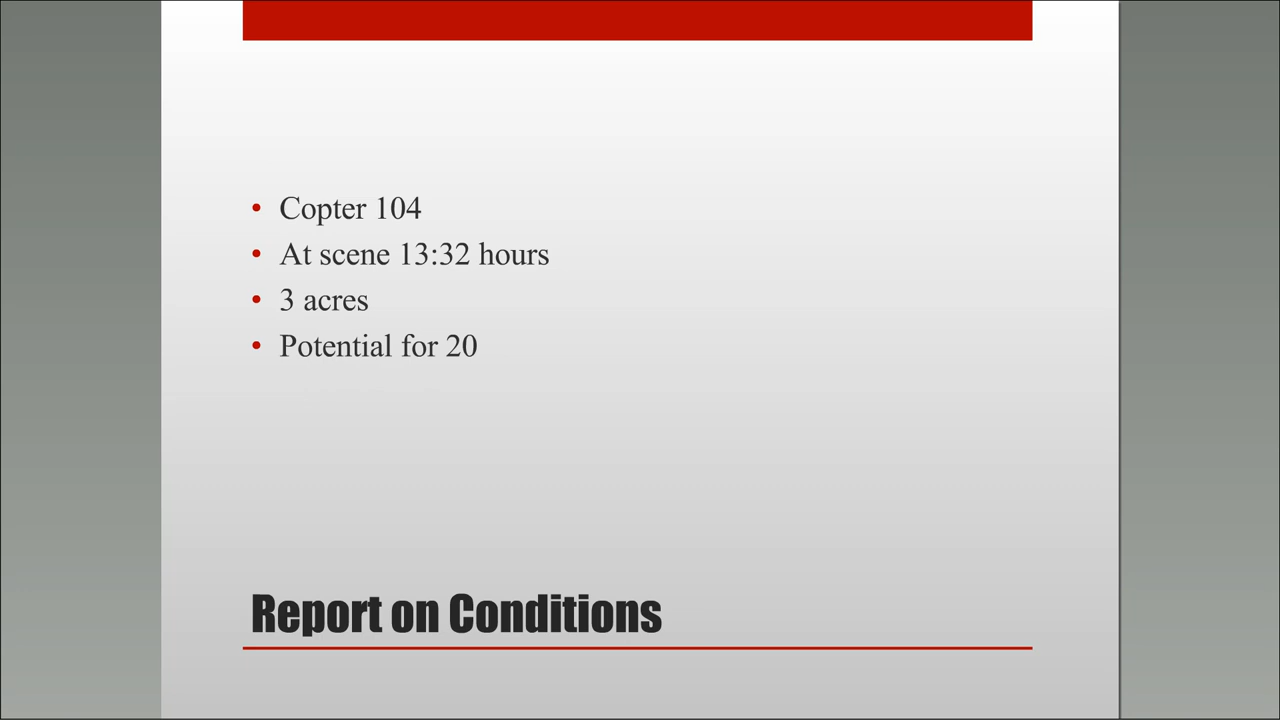 • Copter 104
• At scene 13:32 hours
• 3 acres
• Potential for 20
Report on Conditions